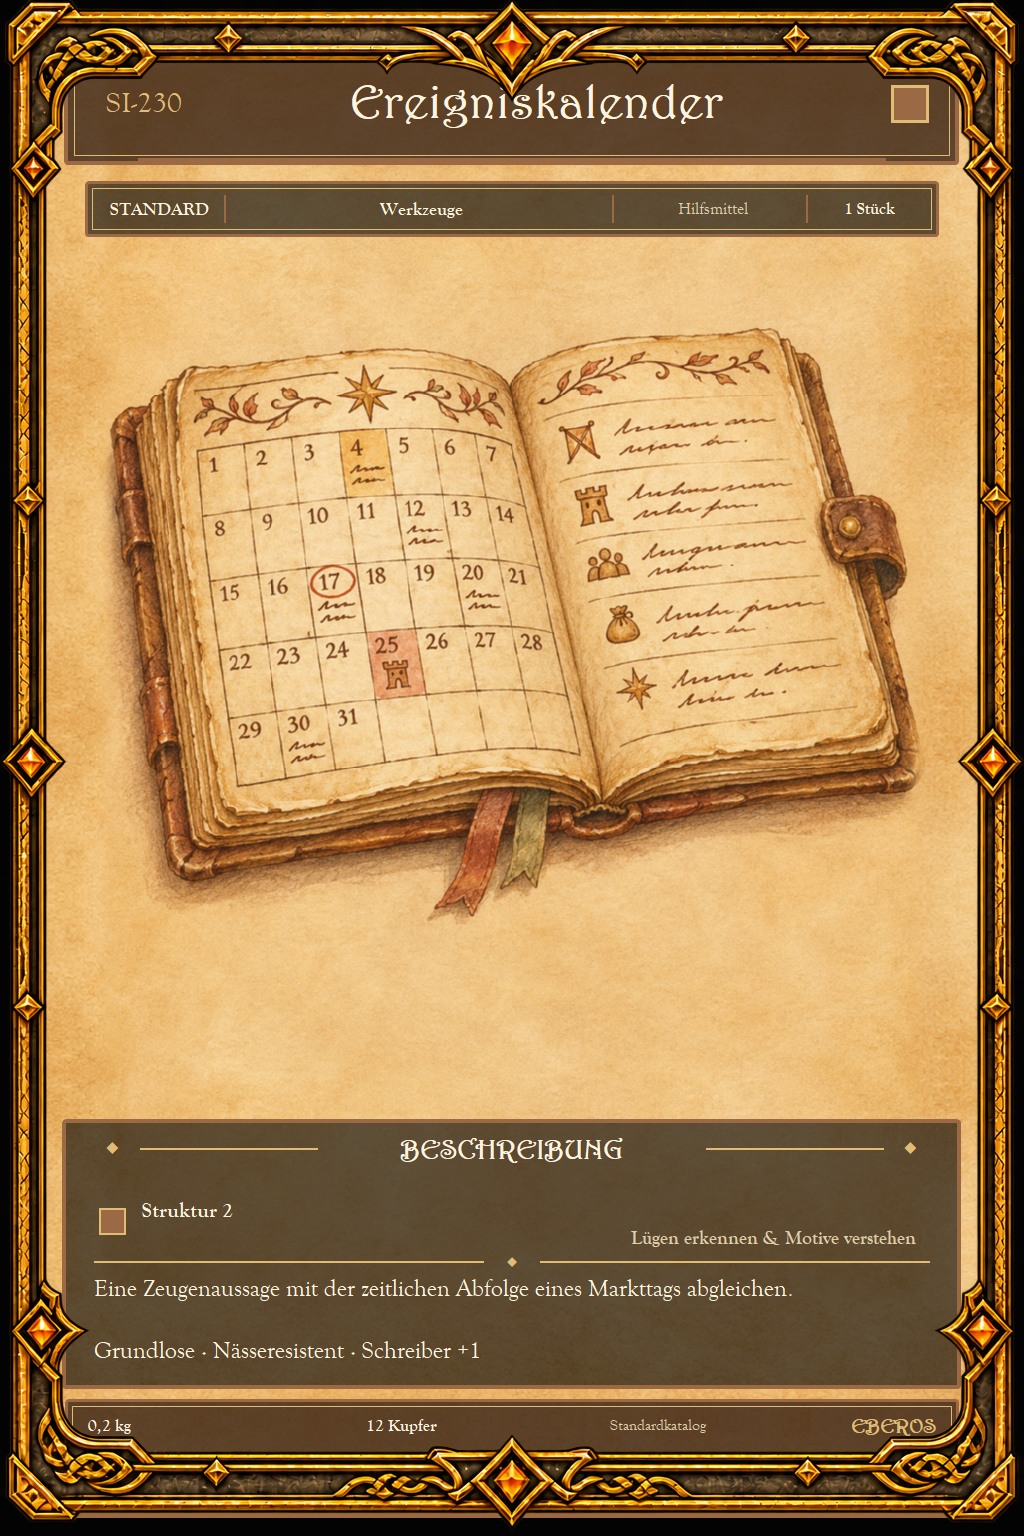 SI-230
Ereigniskalender
STANDARD
Werkzeuge
Hilfsmittel
1 Stück
1 2 3 4 5 6 7
8 9 10 11 12 13 14
15 16 17 18 19 20 21
22 23 24 25 26 27 28
29 30 31
BESCHREIBUNG
Struktur 2
Lügen erkennen & Motive verstehen
Eine Zeugenaussage mit der zeitlichen Abfolge eines Markttags abgleichen.
Grundlose · Nässeresistent · Schreiber +1
0,2 kg
12 Kupfer
Standardkatalog
EBEROS